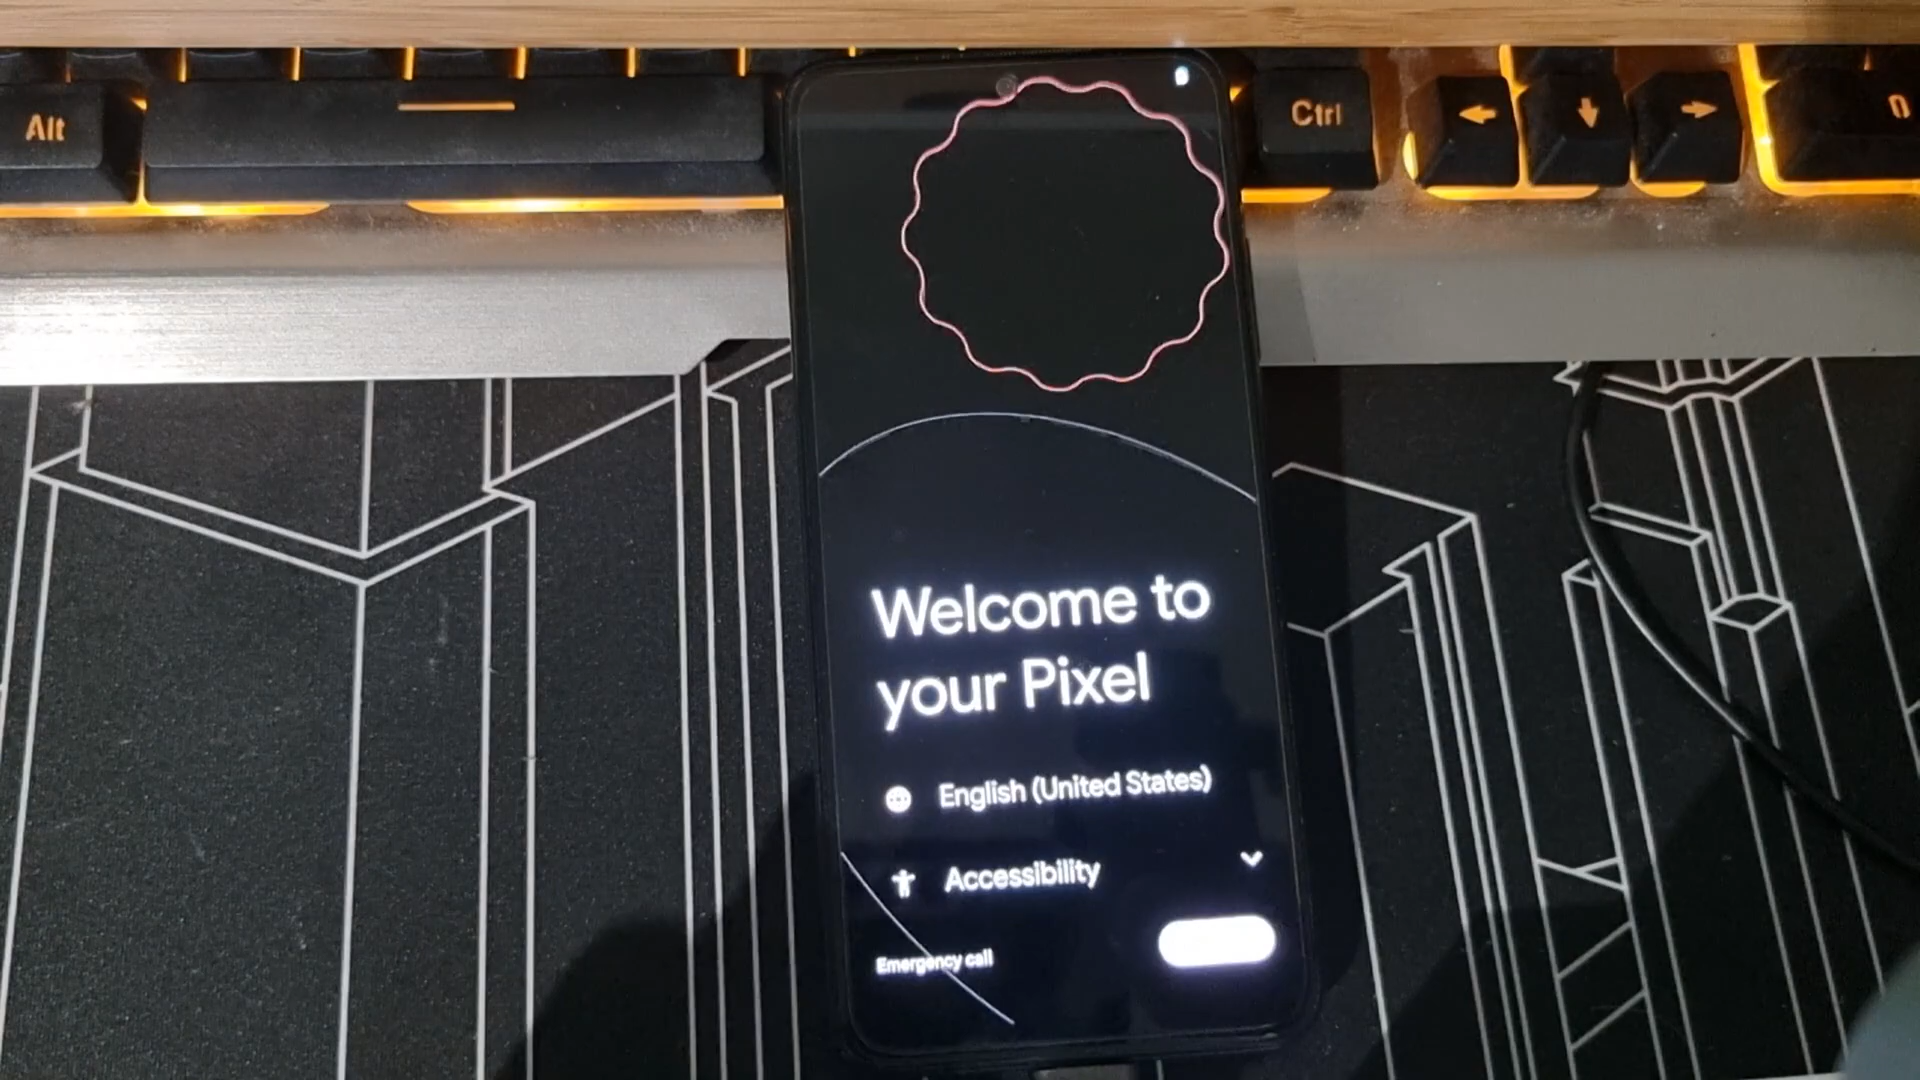 Alt
Ctrl
Welcome to
your Pixel
English (United States)
Accessibility
Emergency call